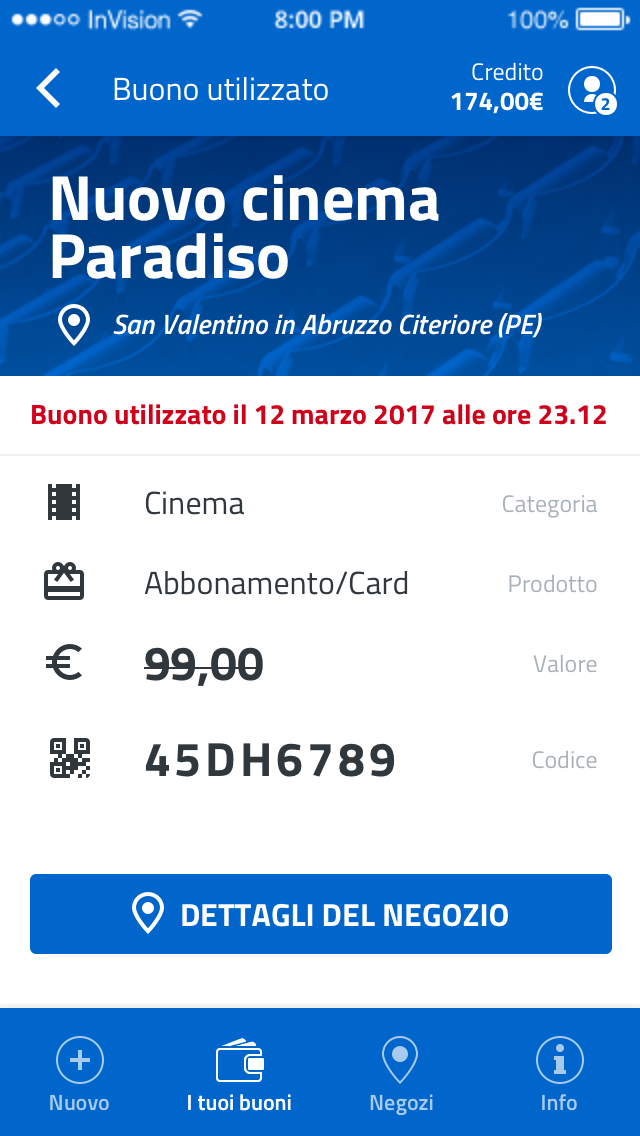 InVision 8:00 PM 100%
Buono utilizzato
Credito
174,00€
2
Nuovo cinema
Paradiso
San Valentino in Abruzzo Citeriore (PE)
Buono utilizzato il 12 marzo 2017 alle ore 23.12
Cinema Categoria
Abbonamento/Card Prodotto
€ 99,00 Valore
45DH6789 Codice
DETTAGLI DEL NEGOZIO
Nuovo I tuoi buoni Negozi Info